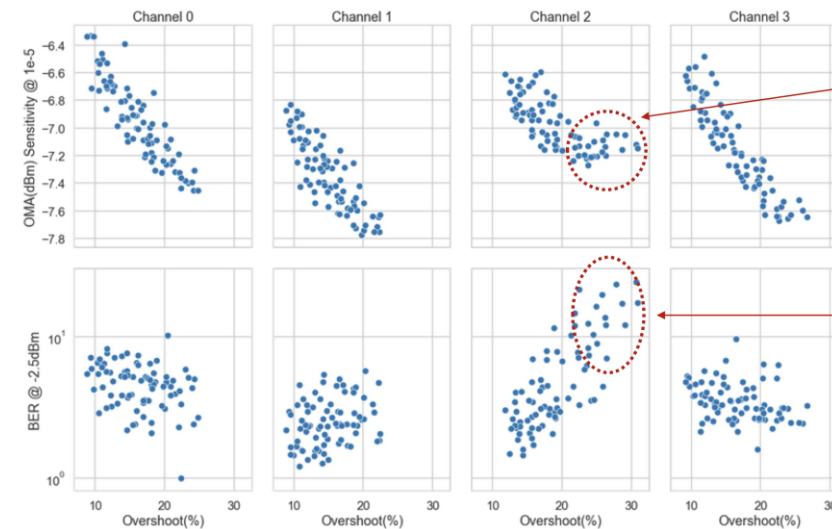 Channel 0 Channel 1 Channel 2 Channel 3
OMA(dBm) Sensitivity @ 1e-5
−6.4
−6.6
−6.8
−7.0
−7.2
−7.4
−7.6
−7.8
BER @ -2.5dBm
10¹
10⁰
10 20 30 10 20 30 10 20 30 10 20 30
Overshoot(%) Overshoot(%) Overshoot(%) Overshoot(%)